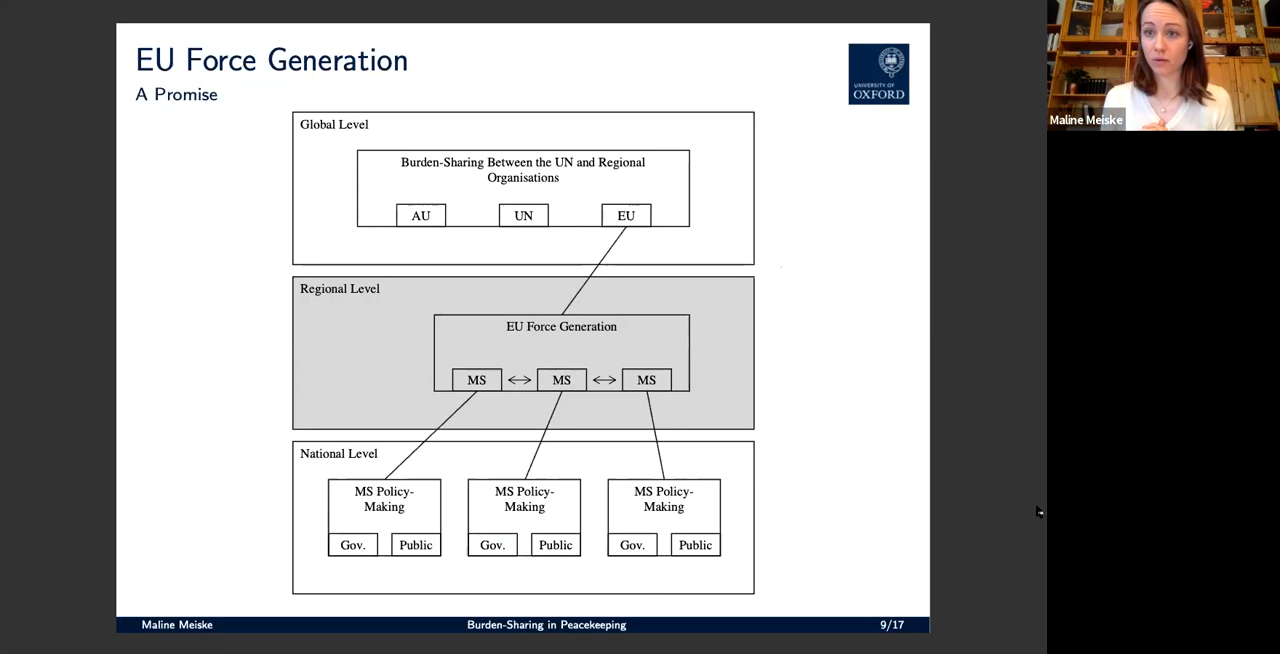 EU Force Generation
A Promise
UNIVERSITY OF
OXFORD
Maline Meiske
Global Level
Burden-Sharing Between the UN and Regional
Organisations
AU
UN
EU
Regional Level
EU Force Generation
MS
MS
MS
National Level
MS Policy-
Making
MS Policy-
Making
MS Policy-
Making
Gov.
Public
Gov.
Public
Gov.
Public
Maline Meiske
Burden-Sharing in Peacekeeping
9/17